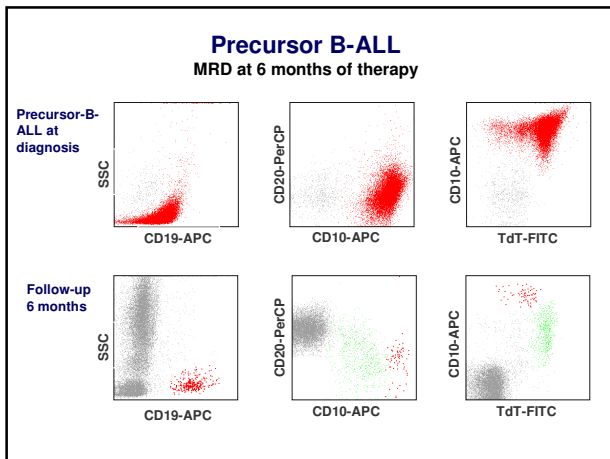 Precursor B-ALL
MRD at 6 months of therapy
Precursor-B-
ALL at
diagnosis
SSC
CD19-APC
CD20-PerCP
CD10-APC
CD10-APC
TdT-FITC
Follow-up
6 months
SSC
CD19-APC
CD20-PerCP
CD10-APC
CD10-APC
TdT-FITC